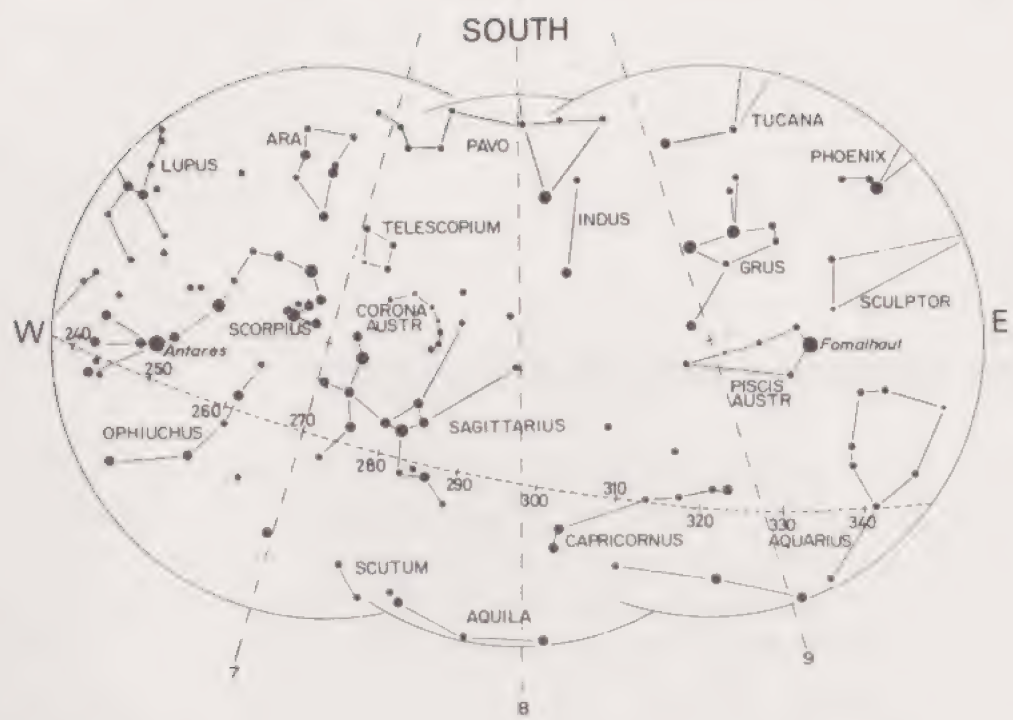 SOUTH
TUCANA
ARA
PAVO
LUPUS
PHOENIX
TELESCOPIUM
INDUS
GRUS
SCULPTOR
CORONA
AUSTR
SCORPIUS
W
E
240
Antares
Fomalhaut
250
PISCIS
AUSTR
260
270
OPHIUCHUS
SAGITTARIUS
280
290
300
310
320
330
340
CAPRICORNUS
AQUARIUS
SCUTUM
AQUILA
7
8
9